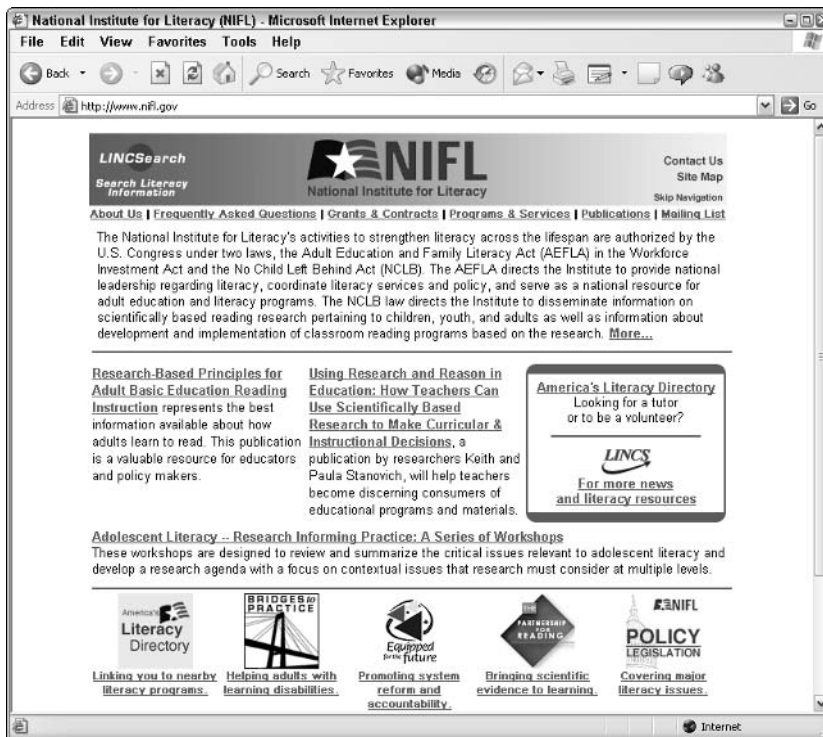 National Institute for Literacy (NIFL) - Microsoft Internet Explorer
File Edit View Favorites Tools Help
Back Search Favorites Media
Address http://www.nifl.gov Go
LINCSearch
Search Literacy
Information
NIFL
National Institute for Literacy
Contact Us
Site Map
Skip Navigation
About Us | Frequently Asked Questions | Grants & Contracts | Programs & Services | Publications | Mailing List
The National Institute for Literacy's activities to strengthen literacy across the lifespan are authorized by the
U.S. Congress under two laws, the Adult Education and Family Literacy Act (AEFLA) in the Workforce
Investment Act and the No Child Left Behind Act (NCLB). The AEFLA directs the Institute to provide national
leadership regarding literacy, coordinate literacy services and policy, and serve as a national resource for
adult education and literacy programs. The NCLB law directs the Institute to disseminate information on
scientifically based reading research pertaining to children, youth, and adults as well as information about
development and implementation of classroom reading programs based on the research. More...
Research-Based Principles for
Adult Basic Education Reading
Instruction represents the best
information available about how
adults learn to read. This publication
is a valuable resource for educators
and policy makers.
Using Research and Reason in
Education: How Teachers Can
Use Scientifically Based
Research to Make Curricular &
Instructional Decisions, a
publication by researchers Keith and
Paula Stanovich, will help teachers
become discerning consumers of
educational programs and materials.
America's Literacy Directory
Looking for a tutor
or to be a volunteer?
LINCS
For more news
and literacy resources
Adolescent Literacy -- Research Informing Practice: A Series of Workshops
These workshops are designed to review and summarize the critical issues relevant to adolescent literacy and
develop a research agenda with a focus on contextual issues that research must consider at multiple levels.
America's
Literacy
Directory
Linking you to nearby
literacy programs.
BRIDGES to
PRACTICE
Helping adults with
learning disabilities.
Equipped
for the future
Promoting system
reform and
accountability.
THE
PARTNERSHIP
FOR
READING
Bringing scientific
evidence to learning.
NIFL
POLICY
LEGISLATION
Covering major
literacy issues.
Internet